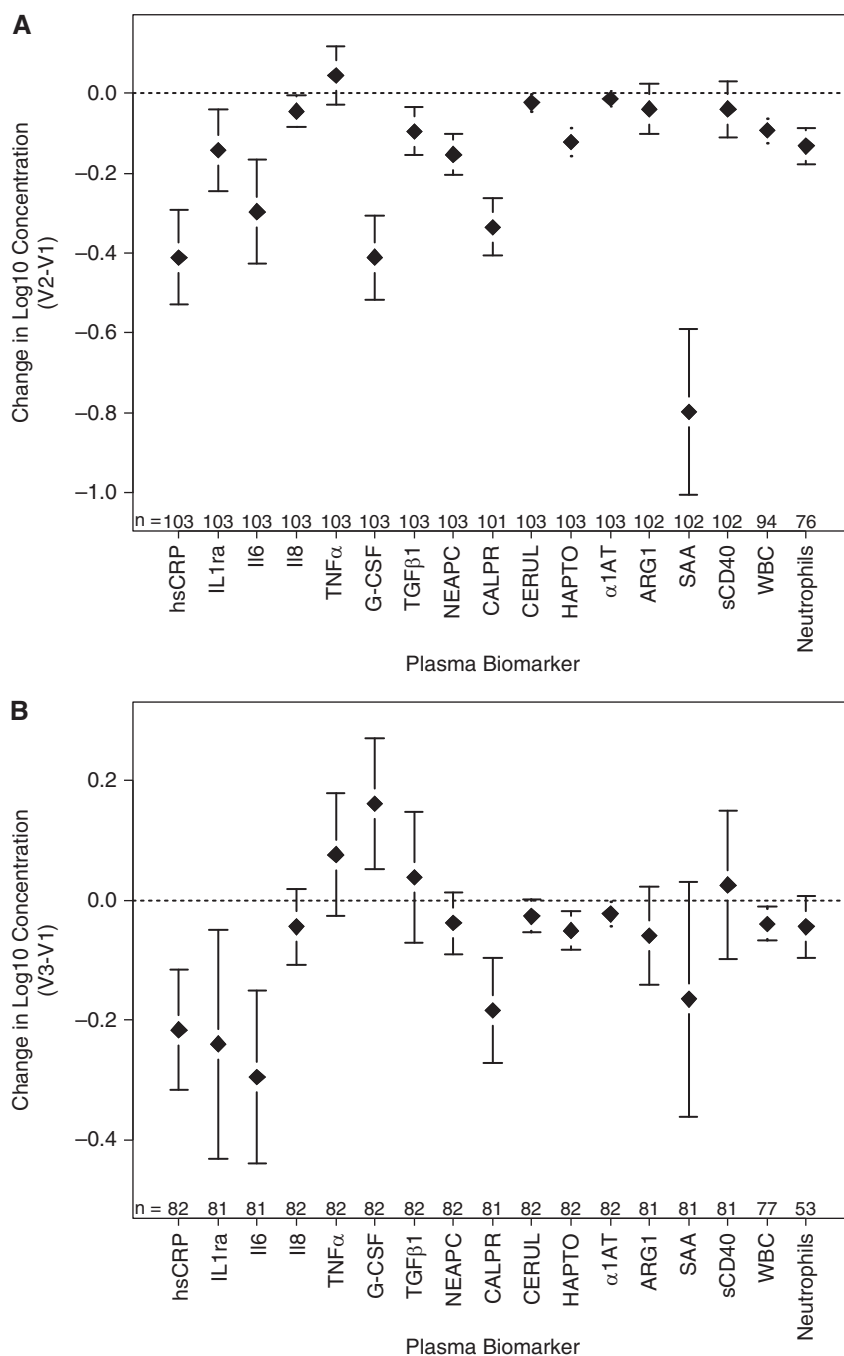 A
Change in Log10 Concentration
(V2-V1)
0.0
−0.2
−0.4
−0.6
−0.8
−1.0
n = 103 103 103 103 103 103 103 103 101 103 103 103 102 102 102 94 76
hsCRP
IL1ra
Il6
Il8
TNFα
G-CSF
TGFβ1
NEAPC
CALPR
CERUL
HAPTO
α1AT
ARG1
SAA
sCD40
WBC
Neutrophils
Plasma Biomarker
B
Change in Log10 Concentration
(V3-V1)
0.2
0.0
−0.2
−0.4
n = 82 81 81 82 82 82 82 82 81 82 82 82 81 81 81 77 53
hsCRP
IL1ra
Il6
Il8
TNFα
G-CSF
TGFβ1
NEAPC
CALPR
CERUL
HAPTO
α1AT
ARG1
SAA
sCD40
WBC
Neutrophils
Plasma Biomarker